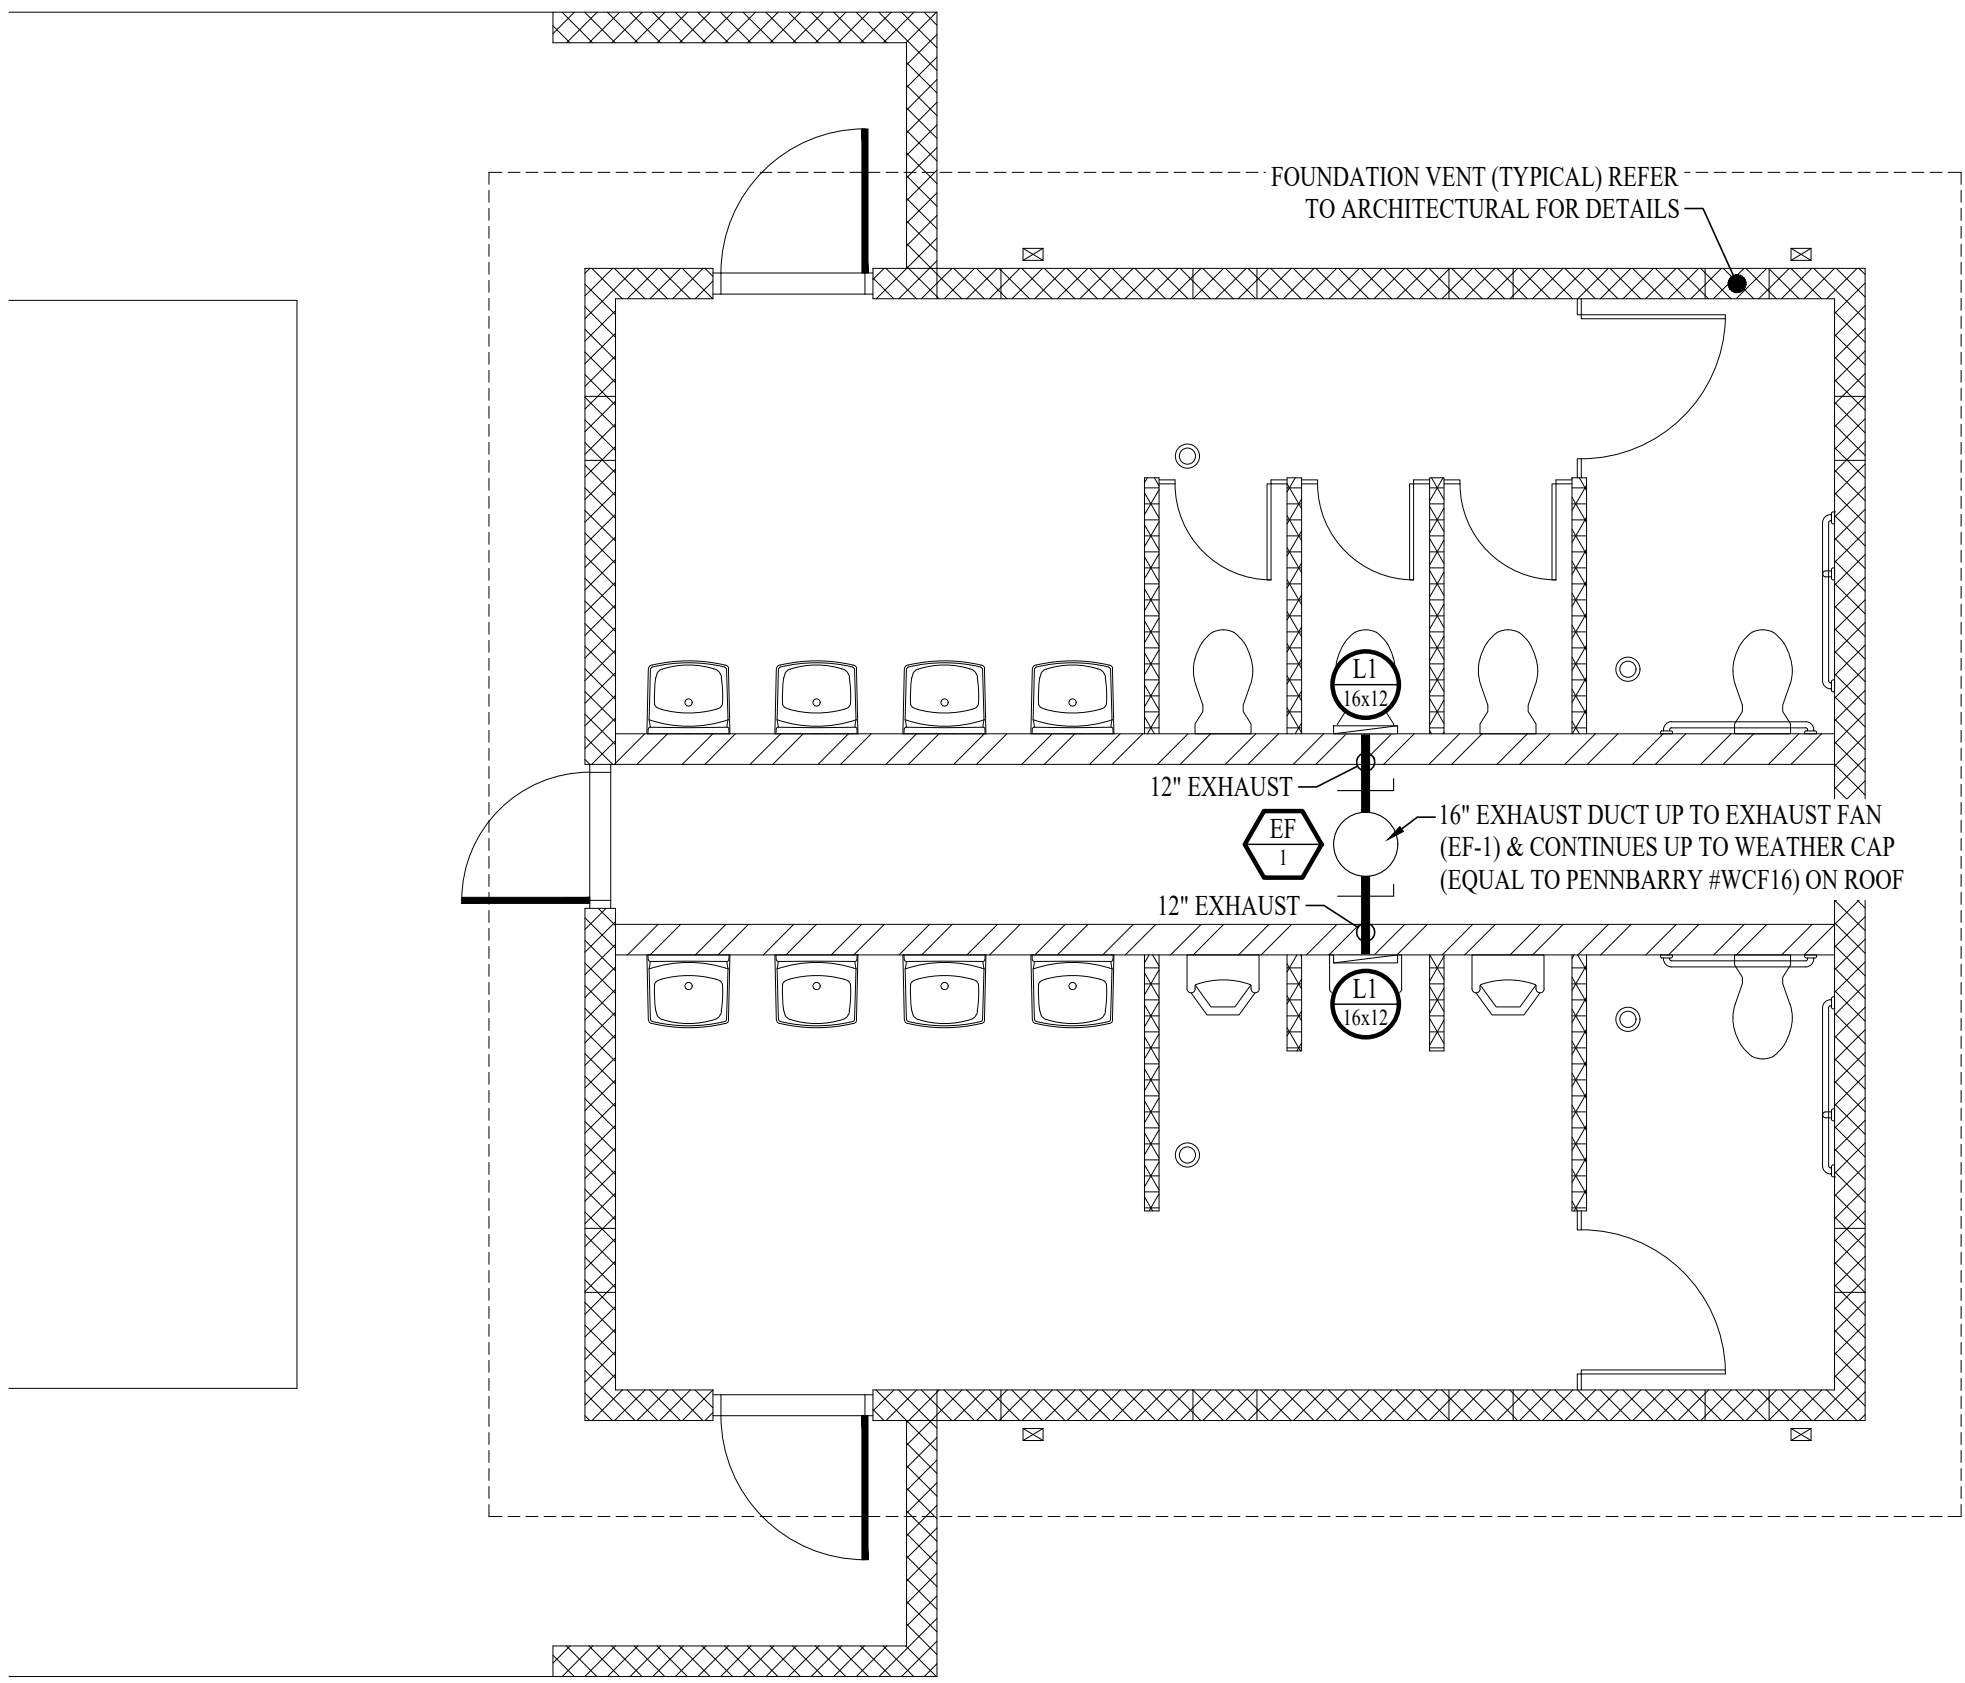 FOUNDATION VENT (TYPICAL) REFER
TO ARCHITECTURAL FOR DETAILS
L1
16x12
12" EXHAUST
EF
1
16" EXHAUST DUCT UP TO EXHAUST FAN
(EF-1) & CONTINUES UP TO WEATHER CAP
(EQUAL TO PENNBARRY #WCF16) ON ROOF
12" EXHAUST
L1
16x12